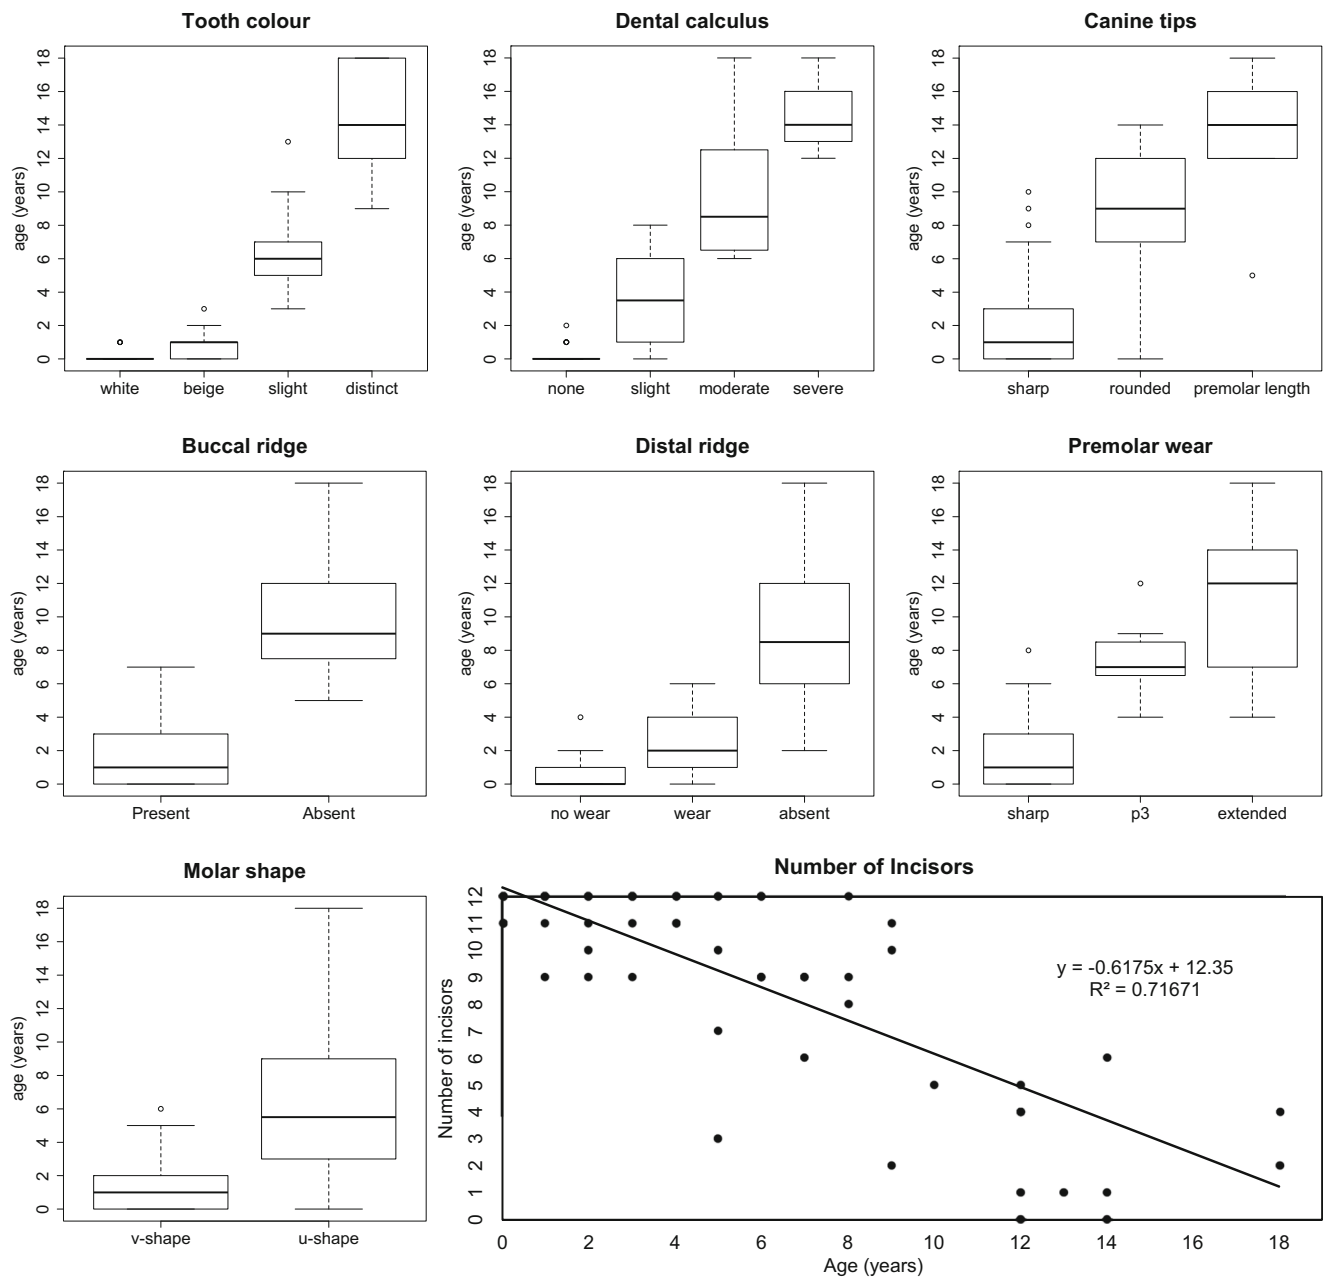 Tooth colour
Dental calculus
Canine tips
age (years)
0 2 4 6 8 10 12 14 16 18
white beige slight distinct
age (years)
0 2 4 6 8 10 12 14 16 18
none slight moderate severe
age (years)
0 2 4 6 8 10 12 14 16 18
sharp rounded premolar length
Buccal ridge
Distal ridge
Premolar wear
age (years)
0 2 4 6 8 10 12 14 16 18
Present Absent
age (years)
0 2 4 6 8 10 12 14 16 18
no wear wear absent
age (years)
0 2 4 6 8 10 12 14 16 18
sharp p3 extended
Molar shape
age (years)
0 2 4 6 8 10 12 14 16 18
v-shape u-shape
Number of Incisors
Number of incisors
0 1 2 3 4 5 6 7 8 9 10 11 12
y = -0.6175x + 12.35
R² = 0.71671
0 2 4 6 8 10 12 14 16 18
Age (years)